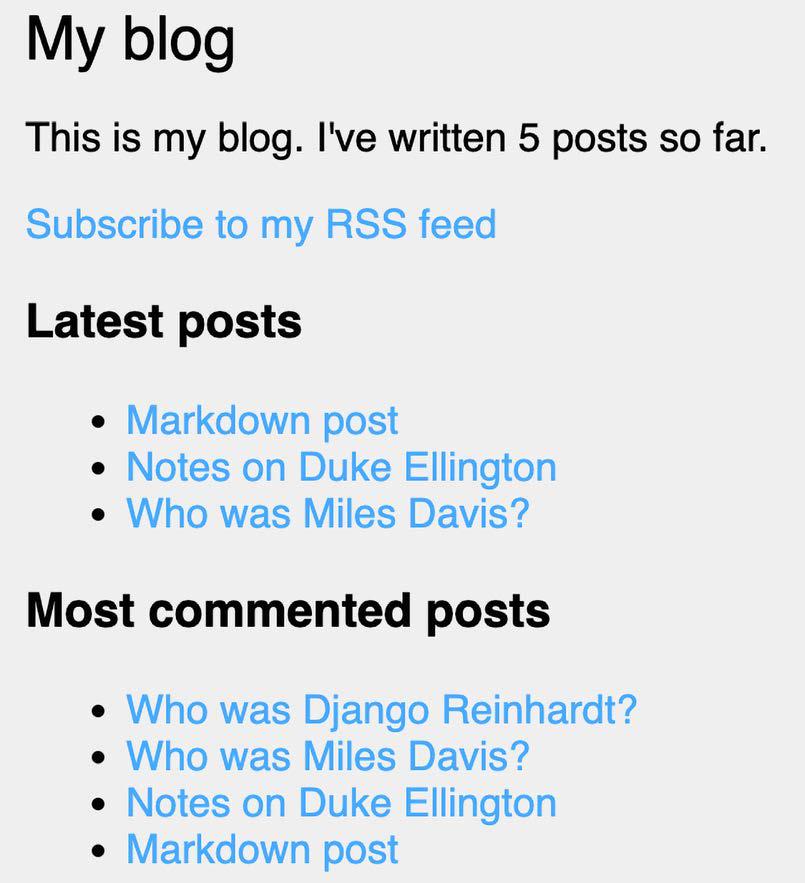 My blog
This is my blog. I've written 5 posts so far.
Subscribe to my RSS feed
Latest posts
Markdown post
Notes on Duke Ellington
Who was Miles Davis?
Most commented posts
Who was Django Reinhardt?
Who was Miles Davis?
Notes on Duke Ellington
Markdown post